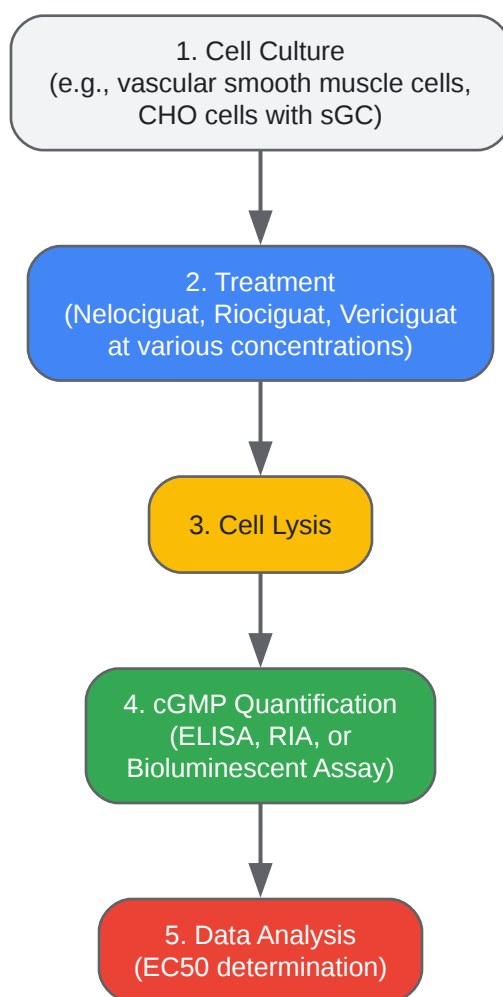 1. Cell Culture
(e.g., vascular smooth muscle cells,
CHO cells with sGC)
2. Treatment
(Nelociguat, Riociguat, Vericiguat
at various concentrations)
3. Cell Lysis
4. cGMP Quantification
(ELISA, RIA, or
Bioluminescent Assay)
5. Data Analysis
(EC50 determination)